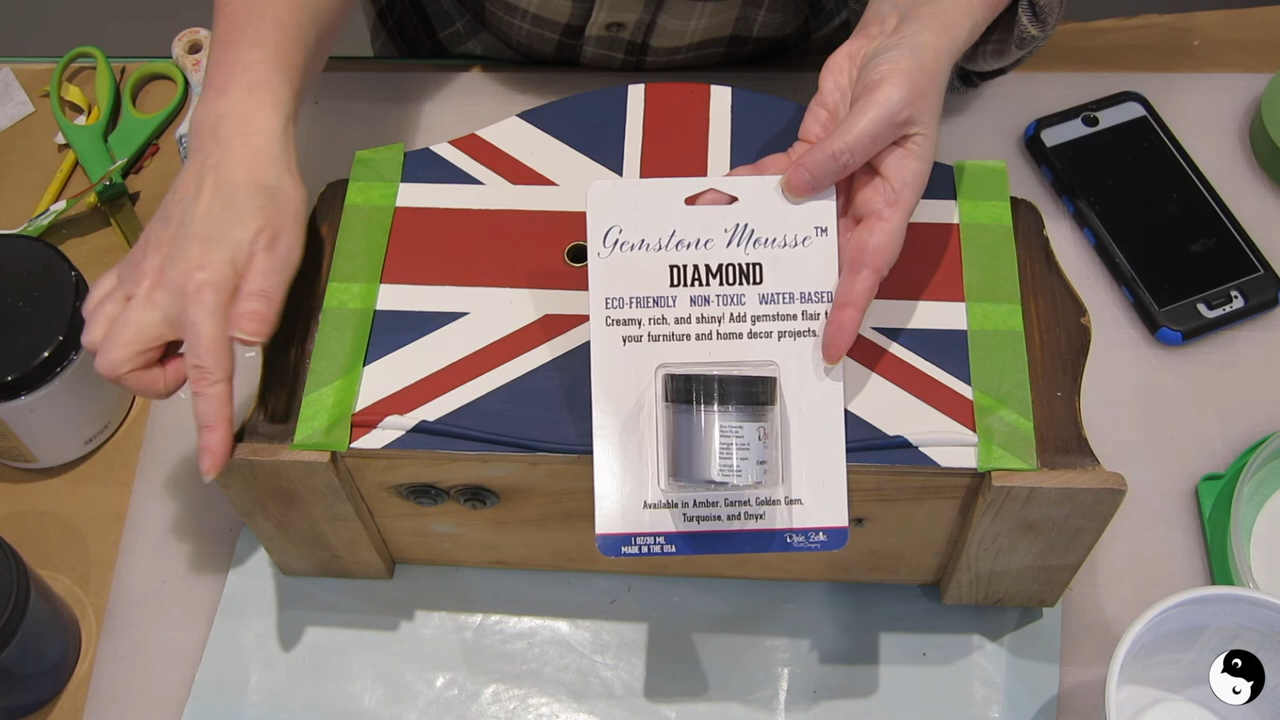 Gemstone Mousse™
DIAMOND
ECO-FRIENDLY NON-TOXIC WATER-BASED
Creamy, rich, and shiny! Add gemstone flair
your furniture and home decor projects.
Available in Amber, Garnet, Golden Gem,
Turquoise, and Onyx!
1 OZ/30 ML
MADE IN THE USA
Dixie Belle